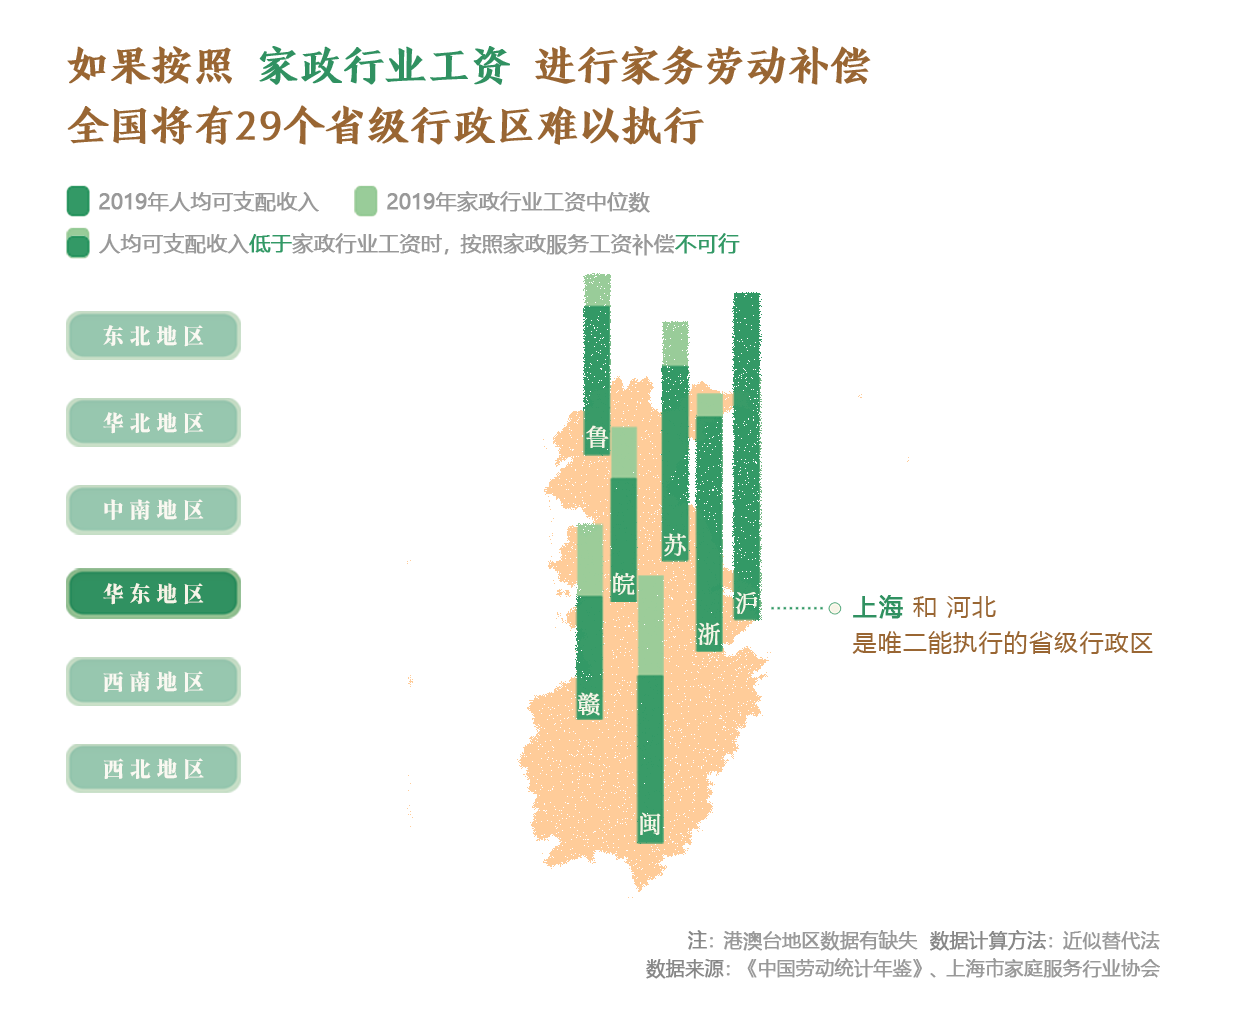 如果按照 家政行业工资 进行家务劳动补偿
全国将有29个省级行政区难以执行
2019年人均可支配收入 2019年家政行业工资中位数
人均可支配收入低于家政行业工资时，按照家政服务工资补偿不可行
东北地区
华北地区
中南地区
华东地区
西南地区
西北地区
鲁
苏
皖
沪
浙
赣
闽
上海 和 河北
是唯二能执行的省级行政区
注：港澳台地区数据有缺失 数据计算方法：近似替代法
数据来源：《中国劳动统计年鉴》、上海市家庭服务行业协会